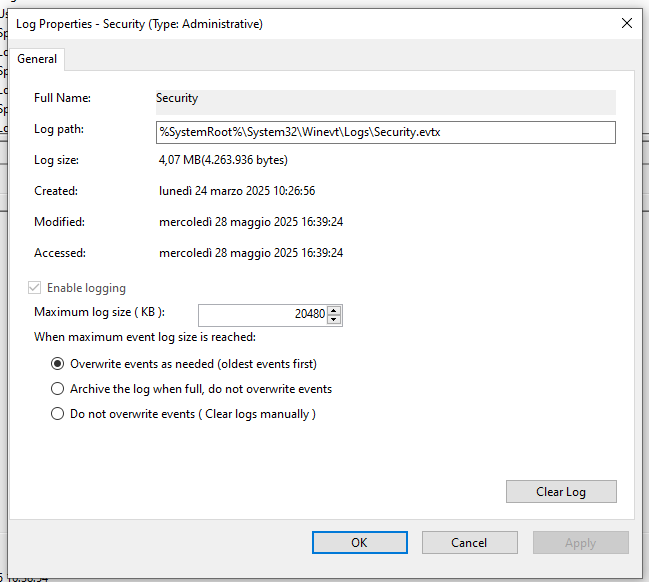 Log Properties - Security (Type: Administrative)
General
Full Name: Security
Log path: %SystemRoot%\System32\Winevt\Logs\Security.evtx
Log size: 4,07 MB(4.263.936 bytes)
Created: lunedì 24 marzo 2025 10:26:56
Modified: mercoledì 28 maggio 2025 16:39:24
Accessed: mercoledì 28 maggio 2025 16:39:24
Enable logging
Maximum log size ( KB ): 20480
When maximum event log size is reached:
Overwrite events as needed (oldest events first)
Archive the log when full, do not overwrite events
Do not overwrite events ( Clear logs manually )
Clear Log
OK Cancel Apply